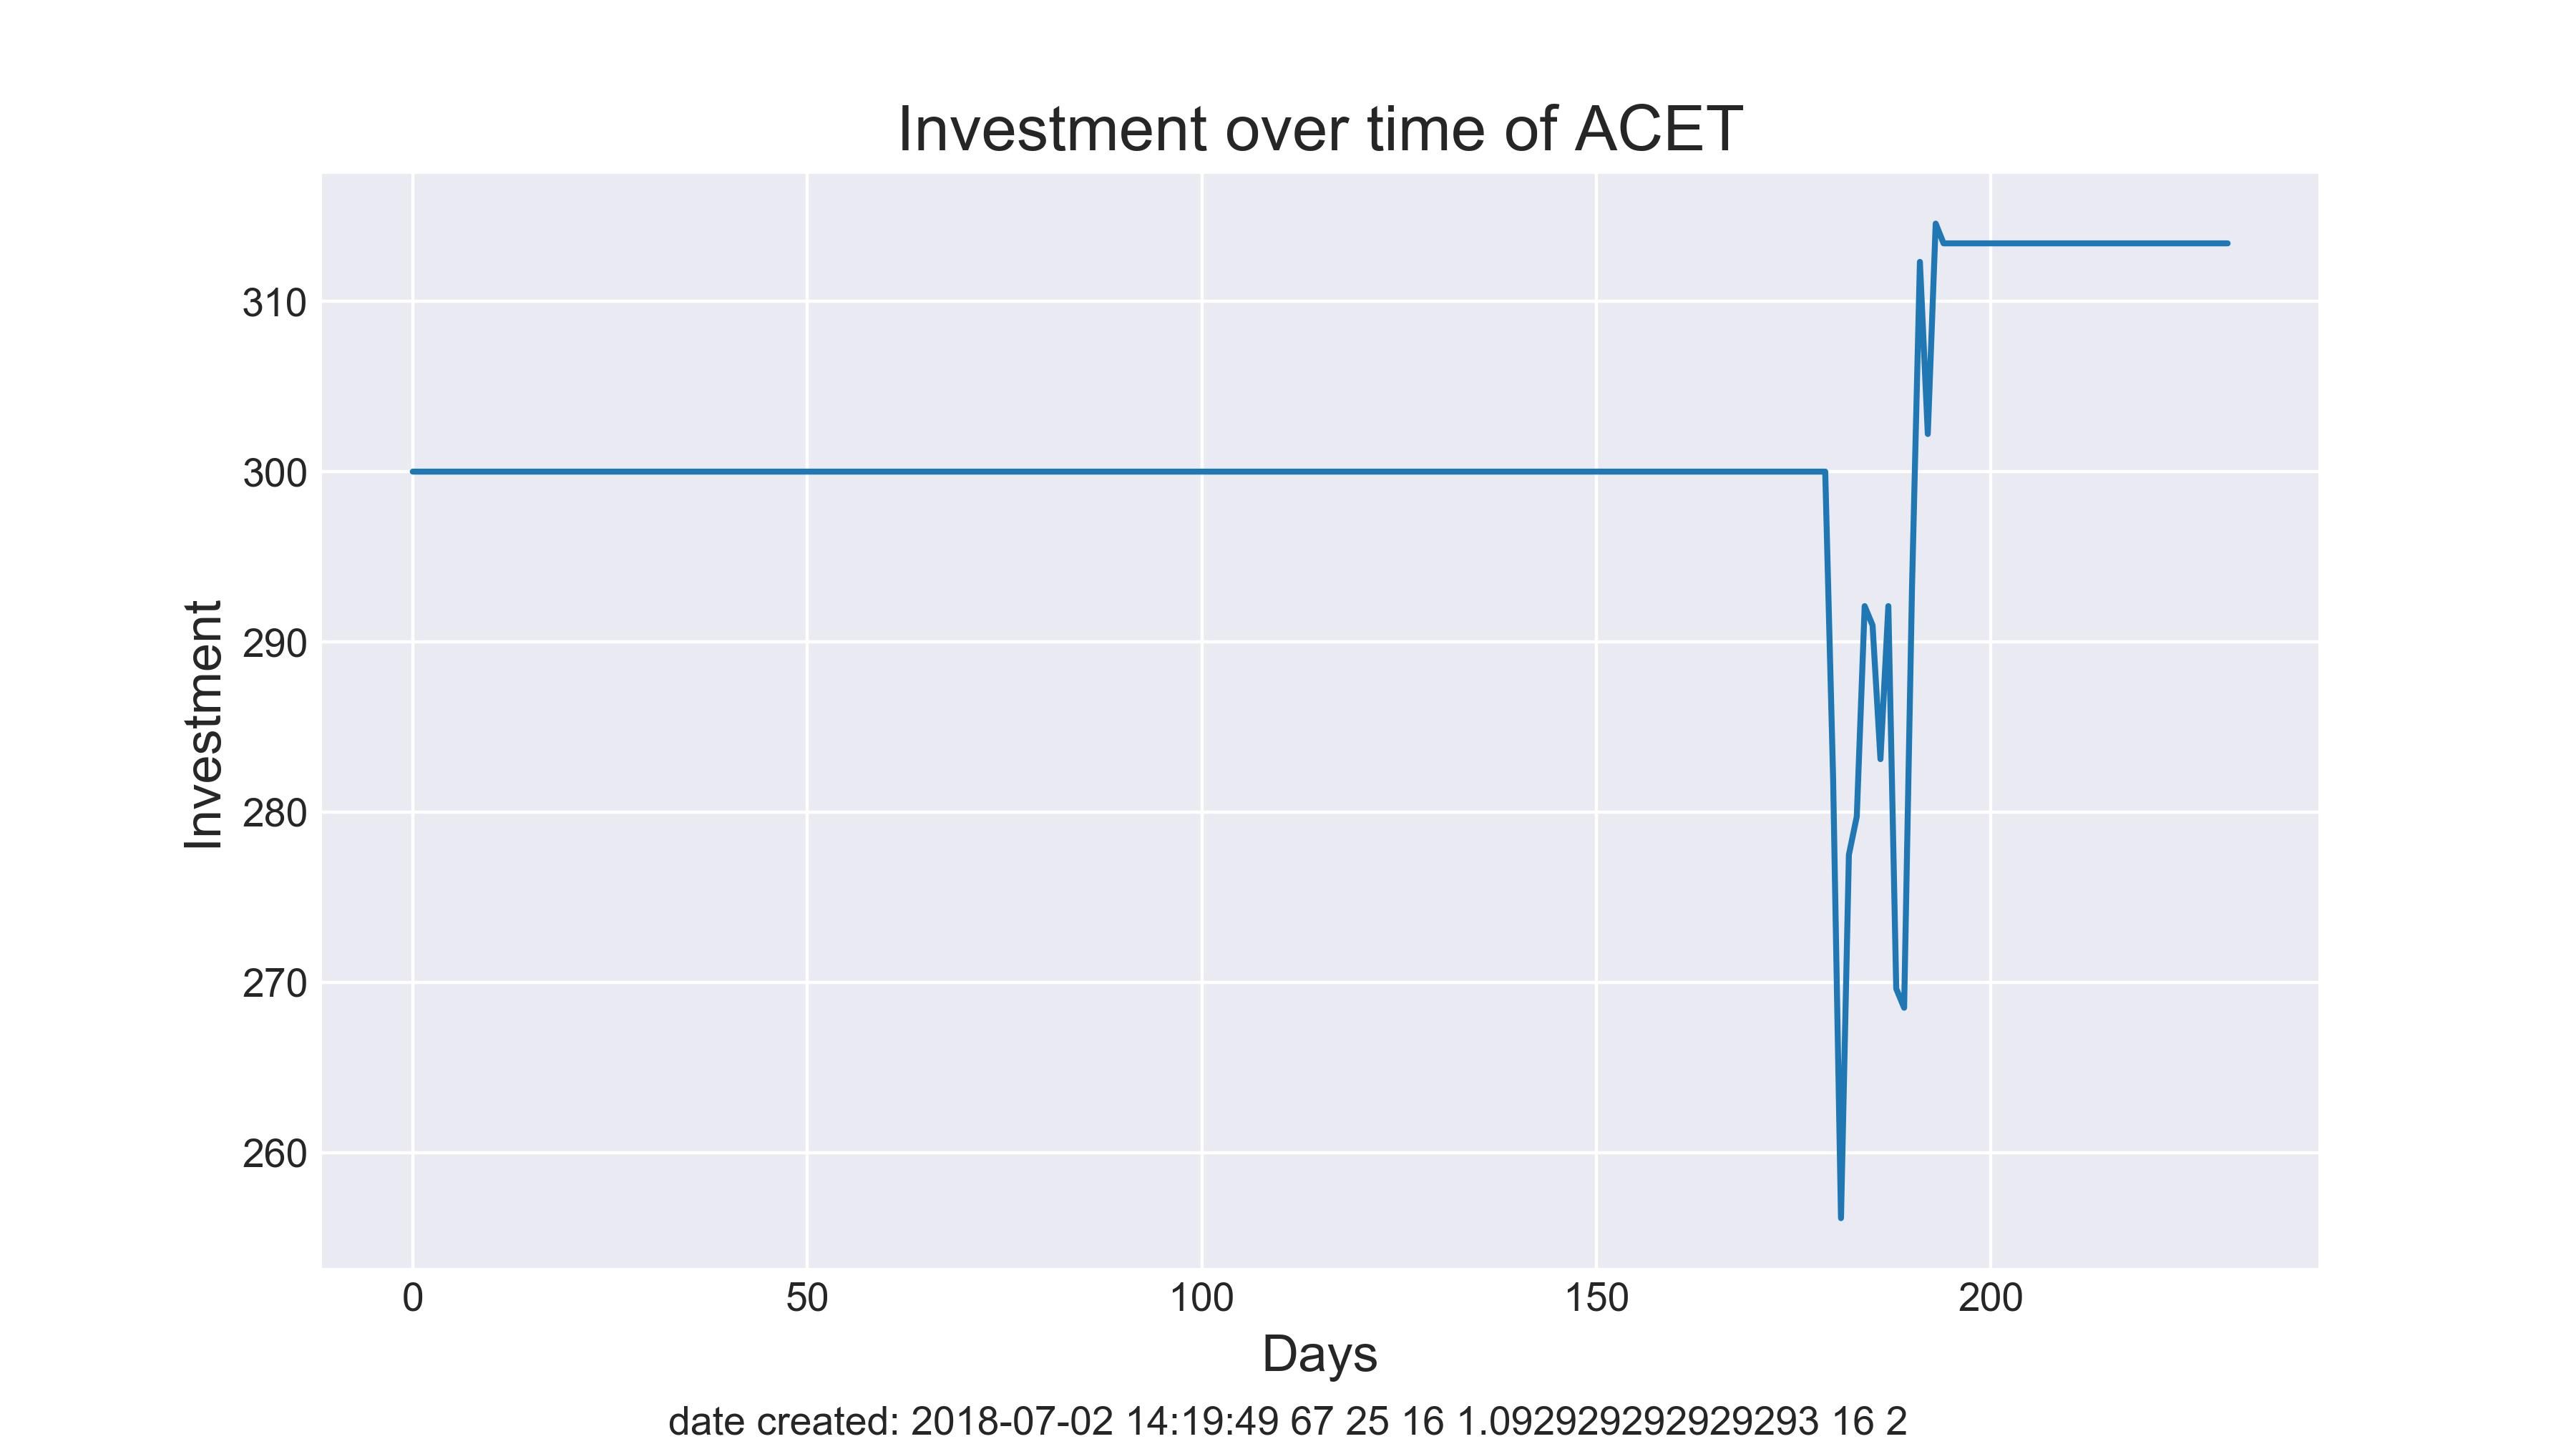 Investment over time of ACET
Investment
310
300
290
280
270
260
0 50 100 150 200
Days
date created: 2018-07-02 14:19:49 67 25 16 1.0929292929292923 16 2